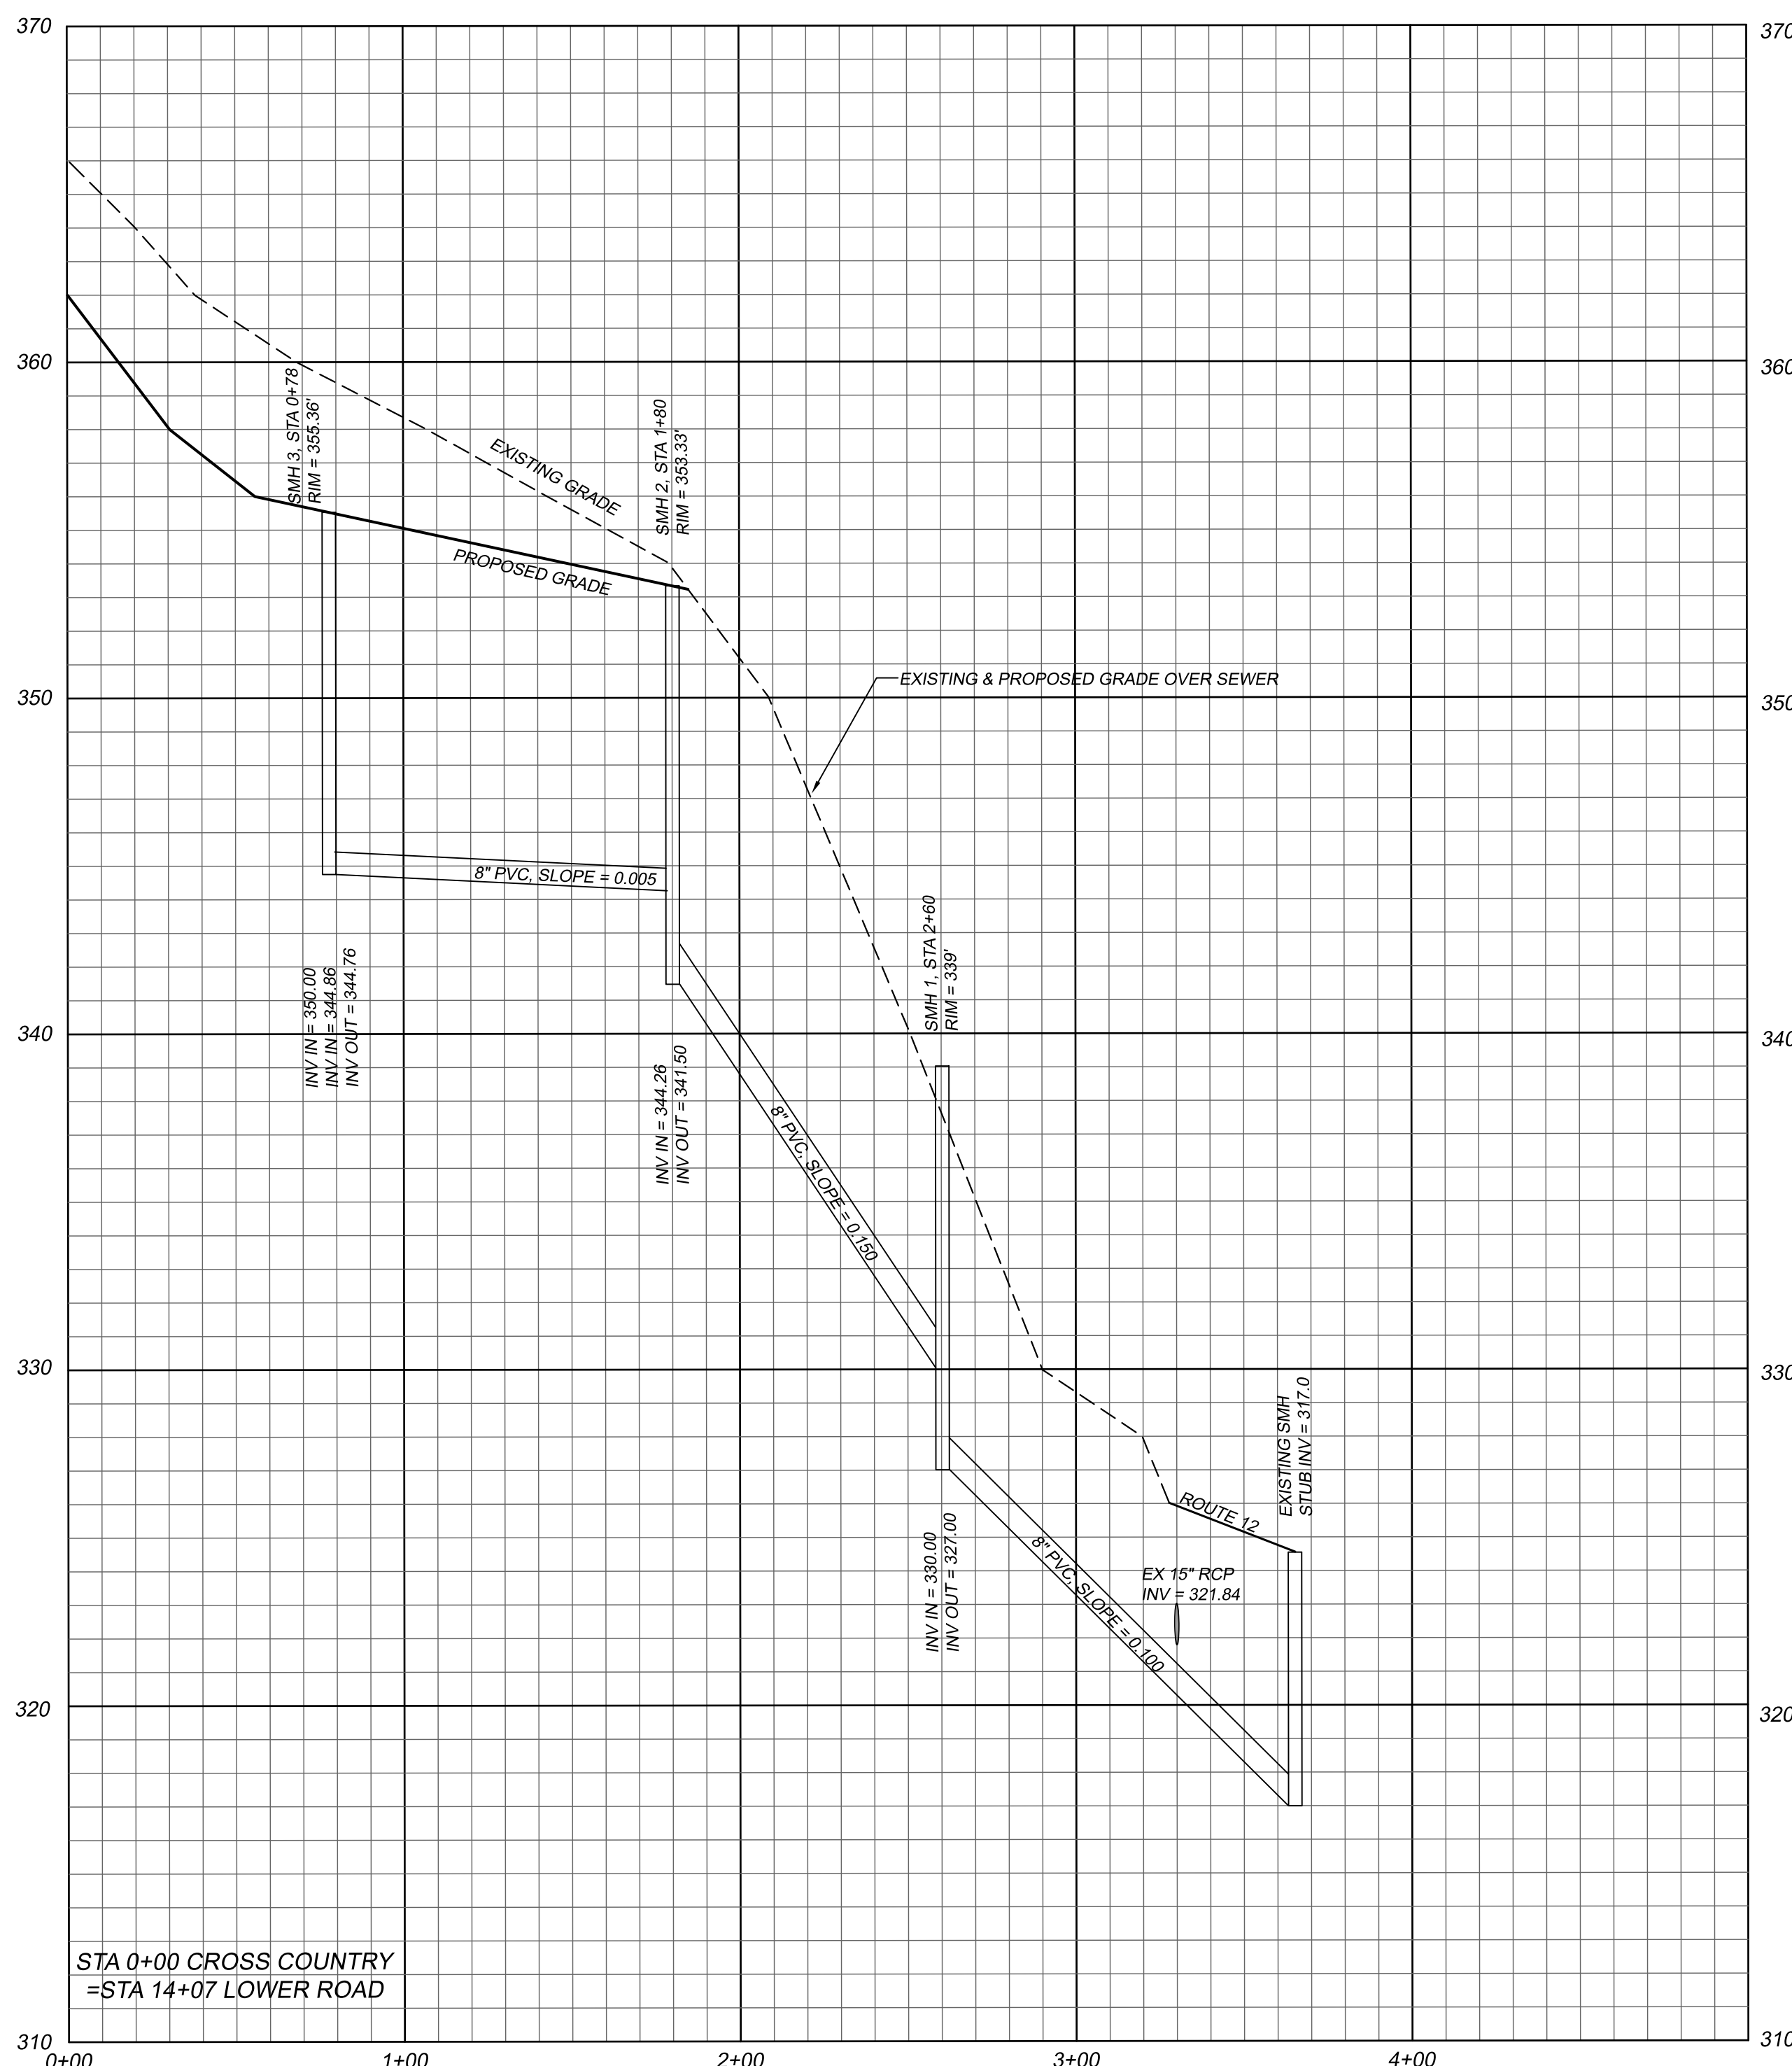 370
370
360
360
SMH 3, STA 0+78
RIM = 355.36'
EXISTING GRADE
SMH 2, STA 1+80
RIM = 353.33'
PROPOSED GRADE
EXISTING & PROPOSED GRADE OVER SEWER
350
350
8" PVC, SLOPE = 0.005
SMH 1, STA 2+60
RIM = 339'
INV IN = 350.00
INV IN = 344.86
INV OUT = 344.76
340
340
INV IN = 344.26
INV OUT = 341.50
8" PVC, SLOPE = 0.150
330
330
EXISTING SMH
STUB INV = 317.0
ROUTE 12
INV IN = 330.00
INV OUT = 327.00
8" PVC, SLOPE = 0.100
EX 15" RCP
INV = 321.84
320
320
STA 0+00 CROSS COUNTRY
=STA 14+07 LOWER ROAD
310
310
0+00
1+00
2+00
3+00
4+00